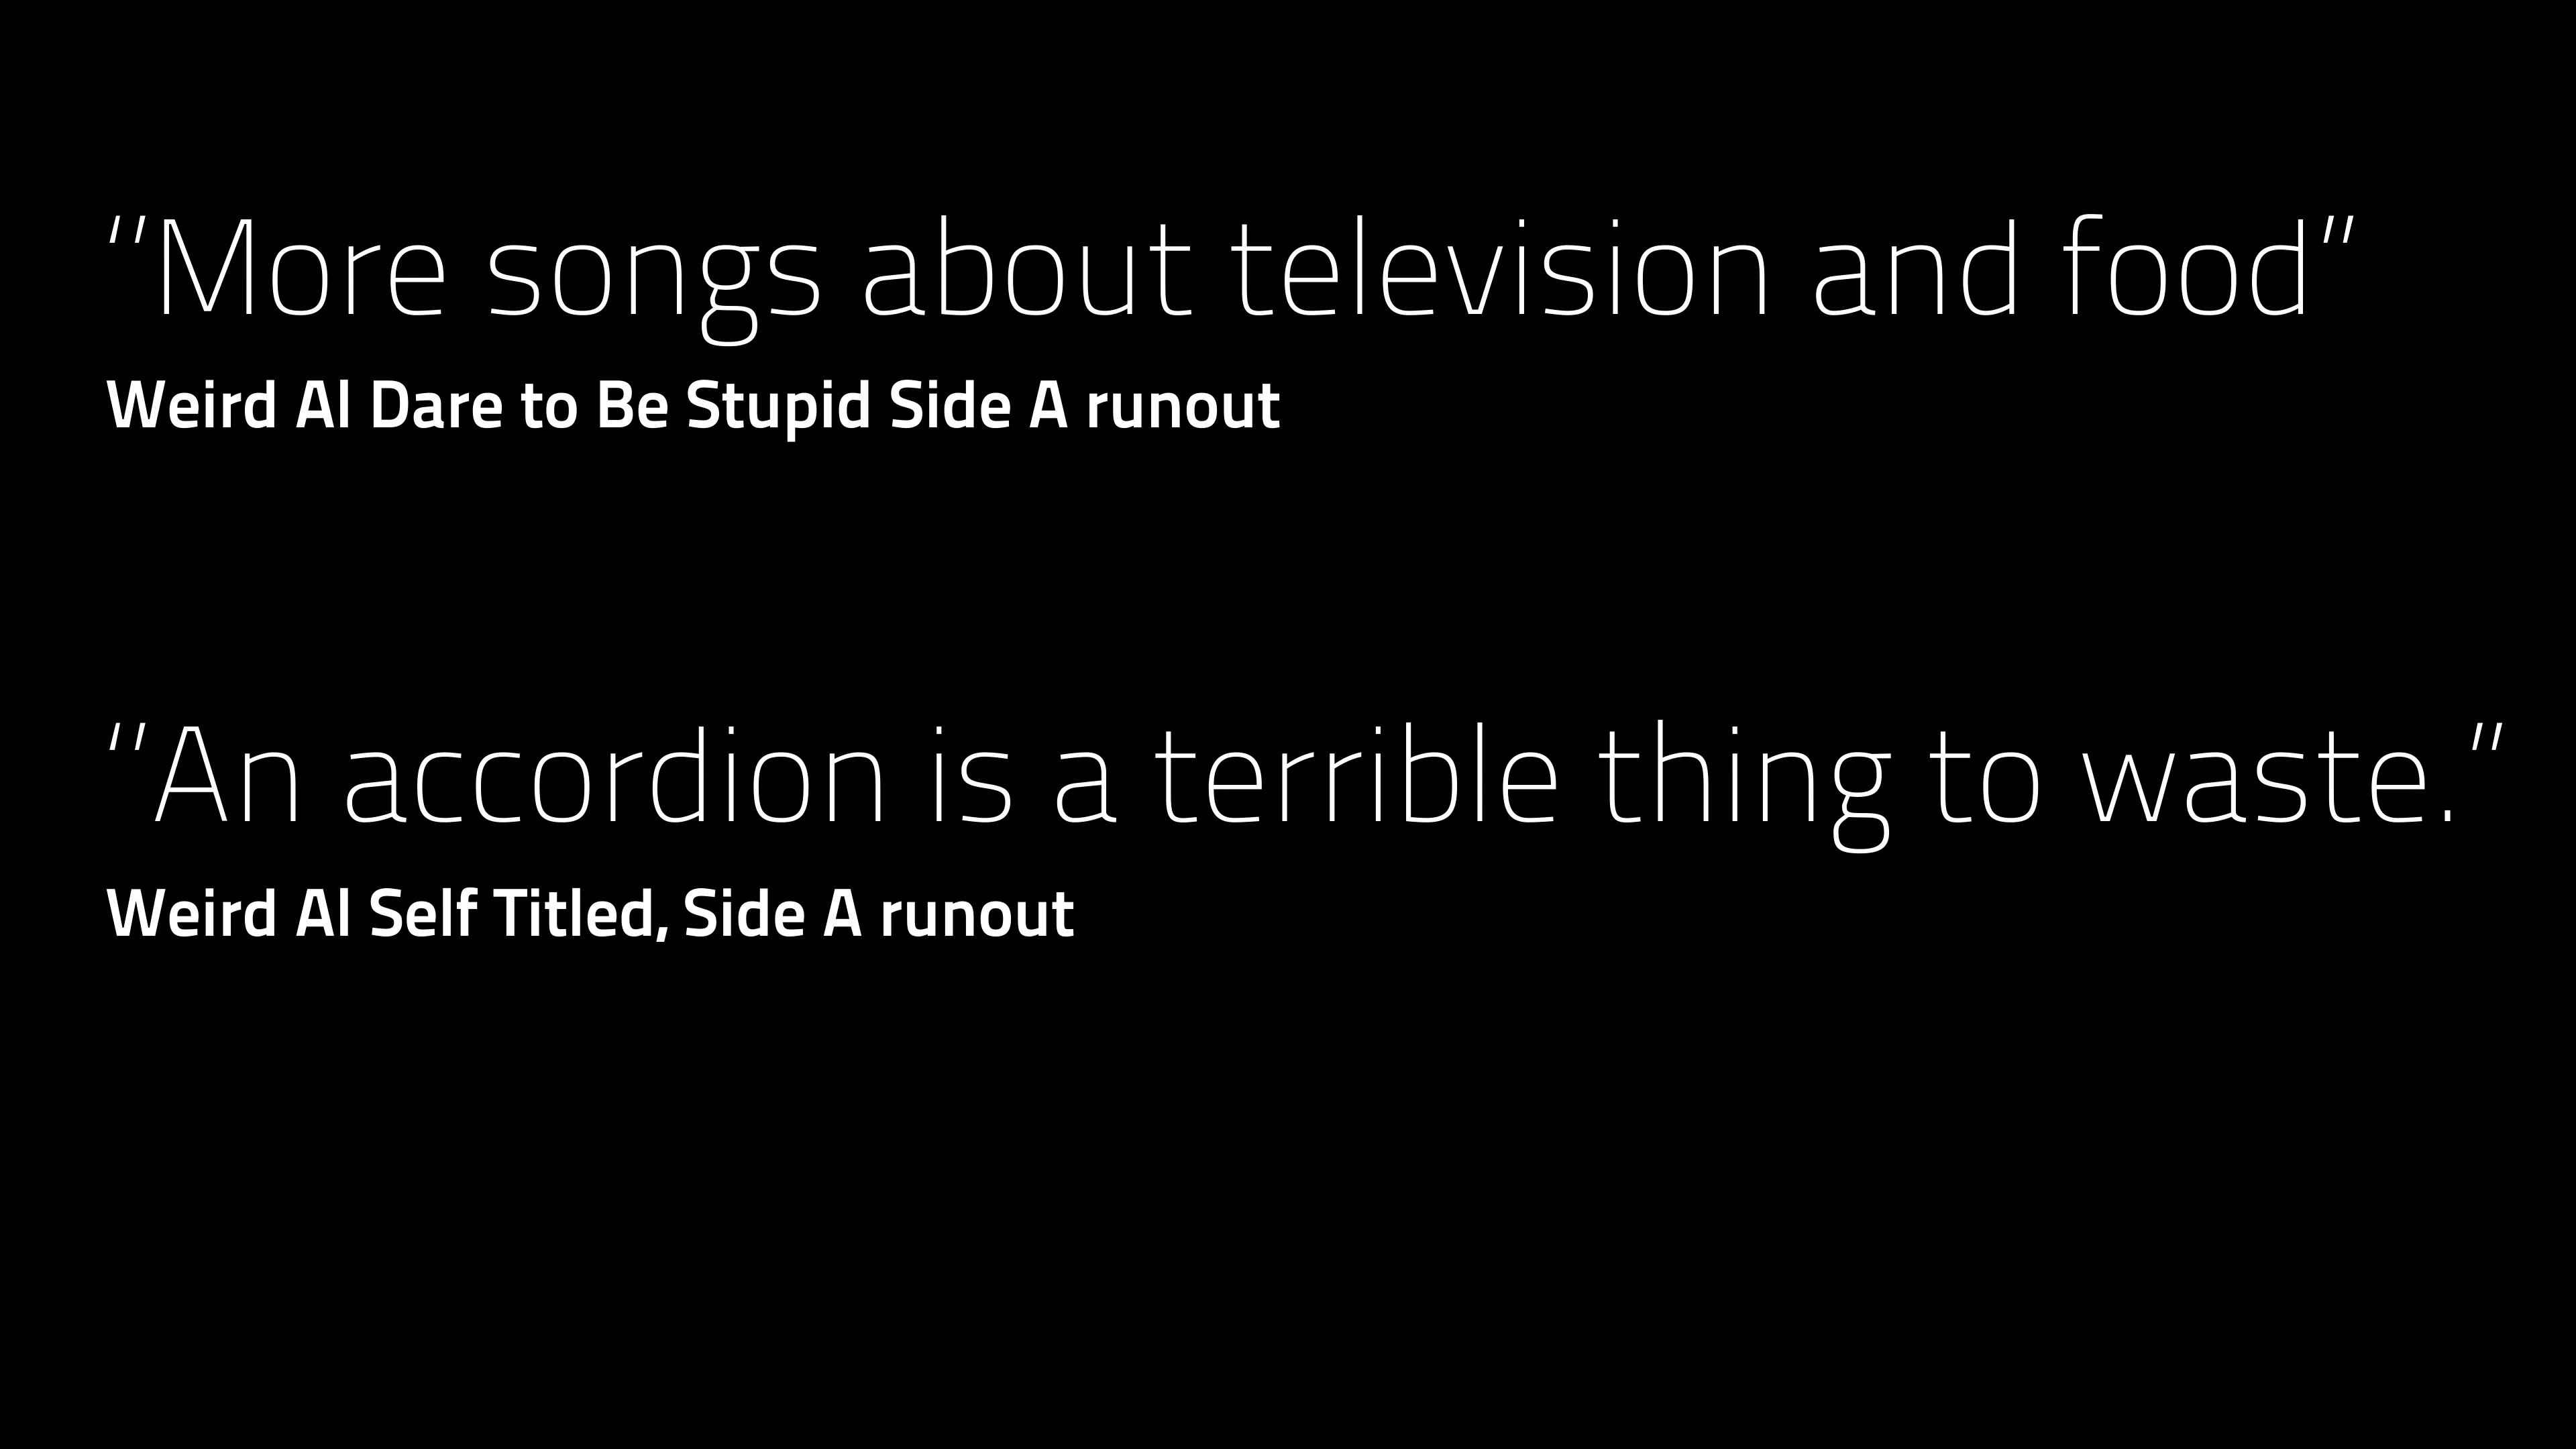 “More songs about television and food”
Weird Al Dare to Be Stupid Side A runout
“An accordion is a terrible thing to waste.”
Weird Al Self Titled, Side A runout